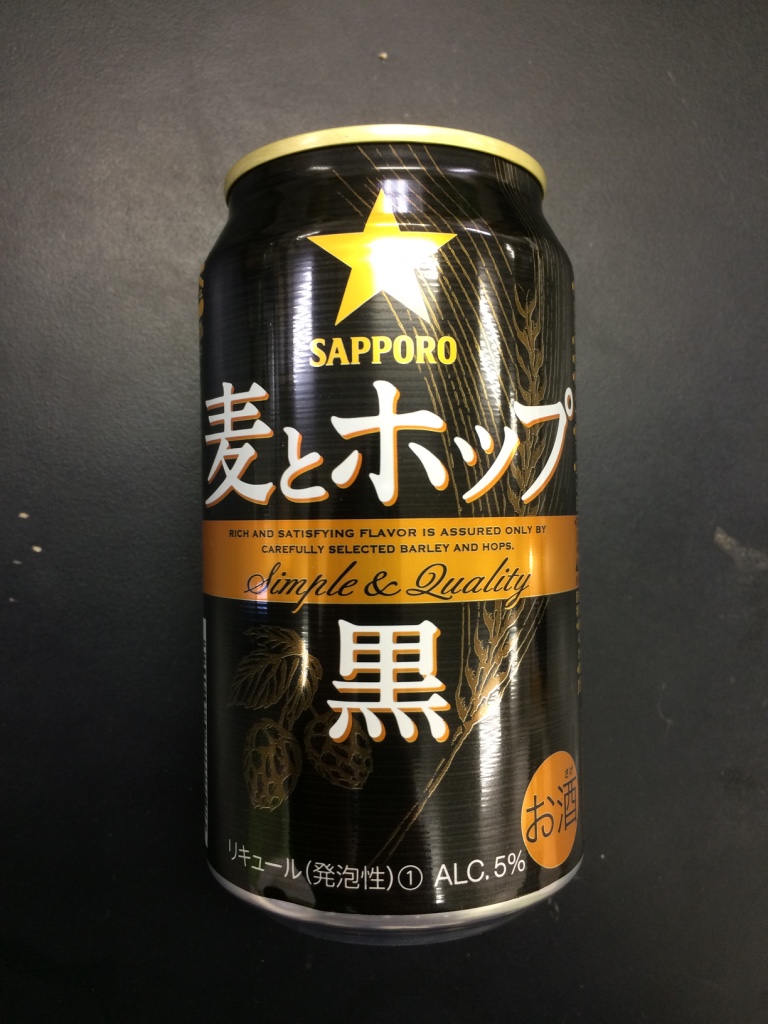 SAPPORO
麦とホップ
RICH AND SATISFYING FLAVOR IS ASSURED ONLY BY
CAREFULLY SELECTED BARLEY AND HOPS.
Simple & Quality
黒
お酒
リキュール(発泡性)① ALC.5%